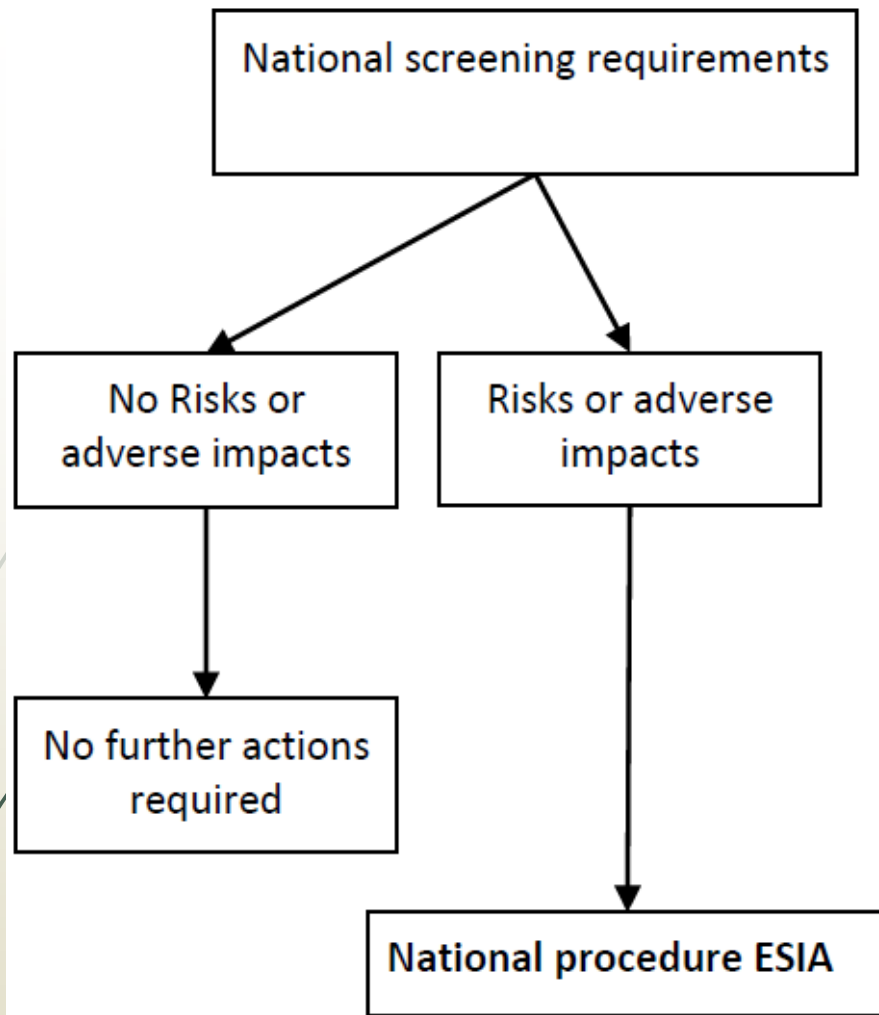 National screening requirements
No Risks or
adverse impacts
Risks or adverse
impacts
No further actions
required
National procedure ESIA